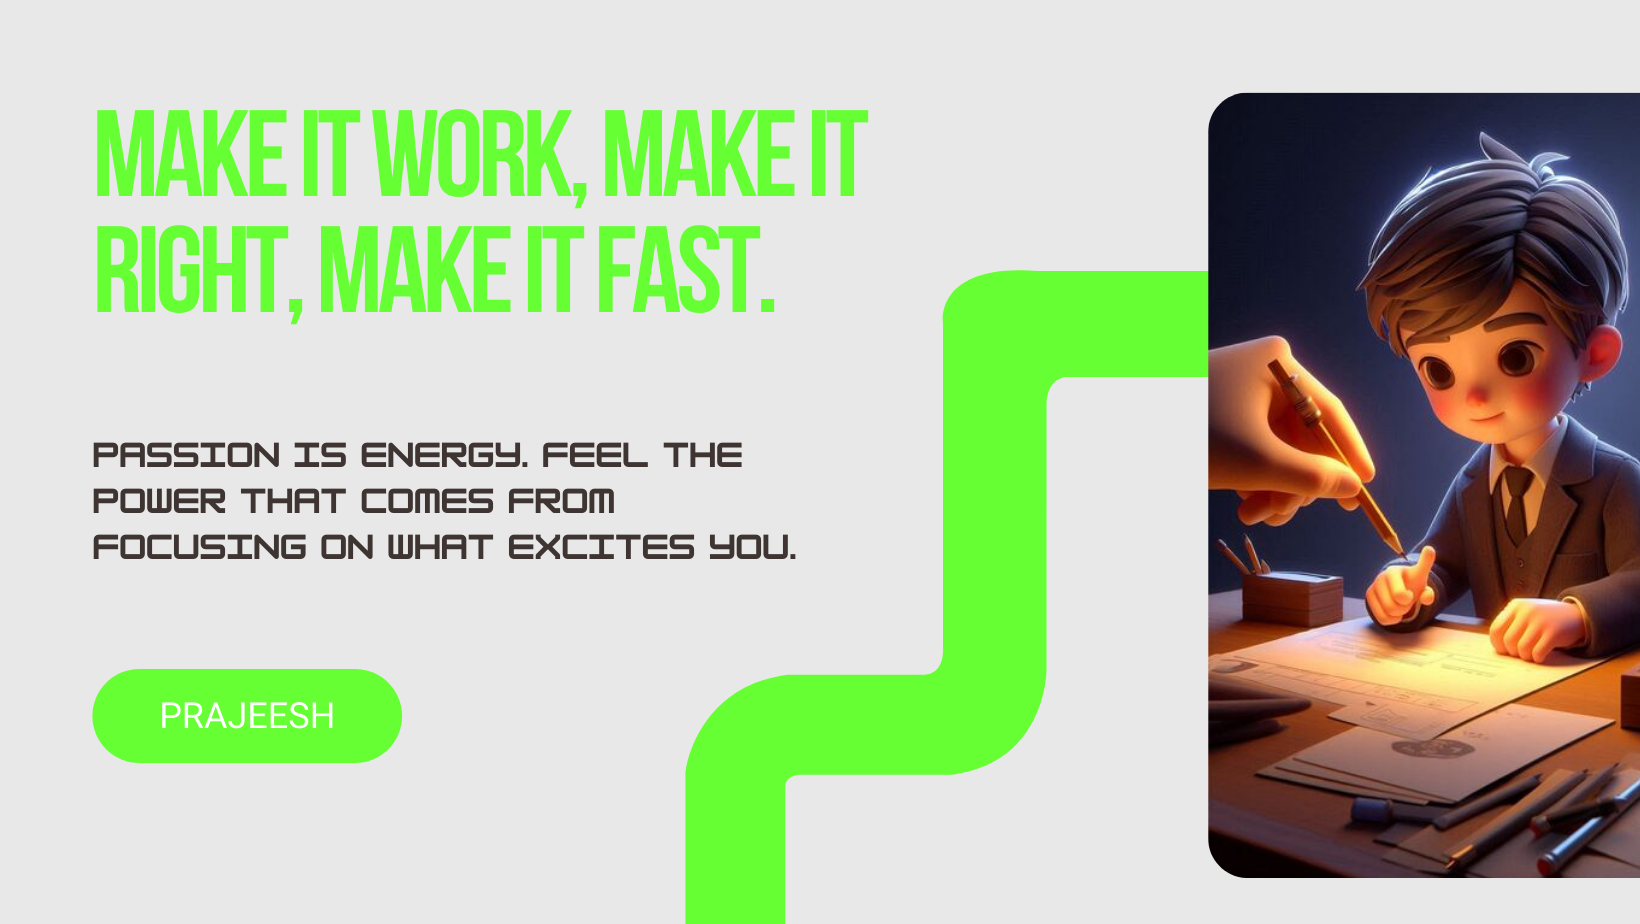 MAKE IT WORK, MAKE IT
RIGHT, MAKE IT FAST.
PASSION IS ENERGY. FEEL THE
POWER THAT COMES FROM
FOCUSING ON WHAT EXCITES YOU.
PRAJEESH